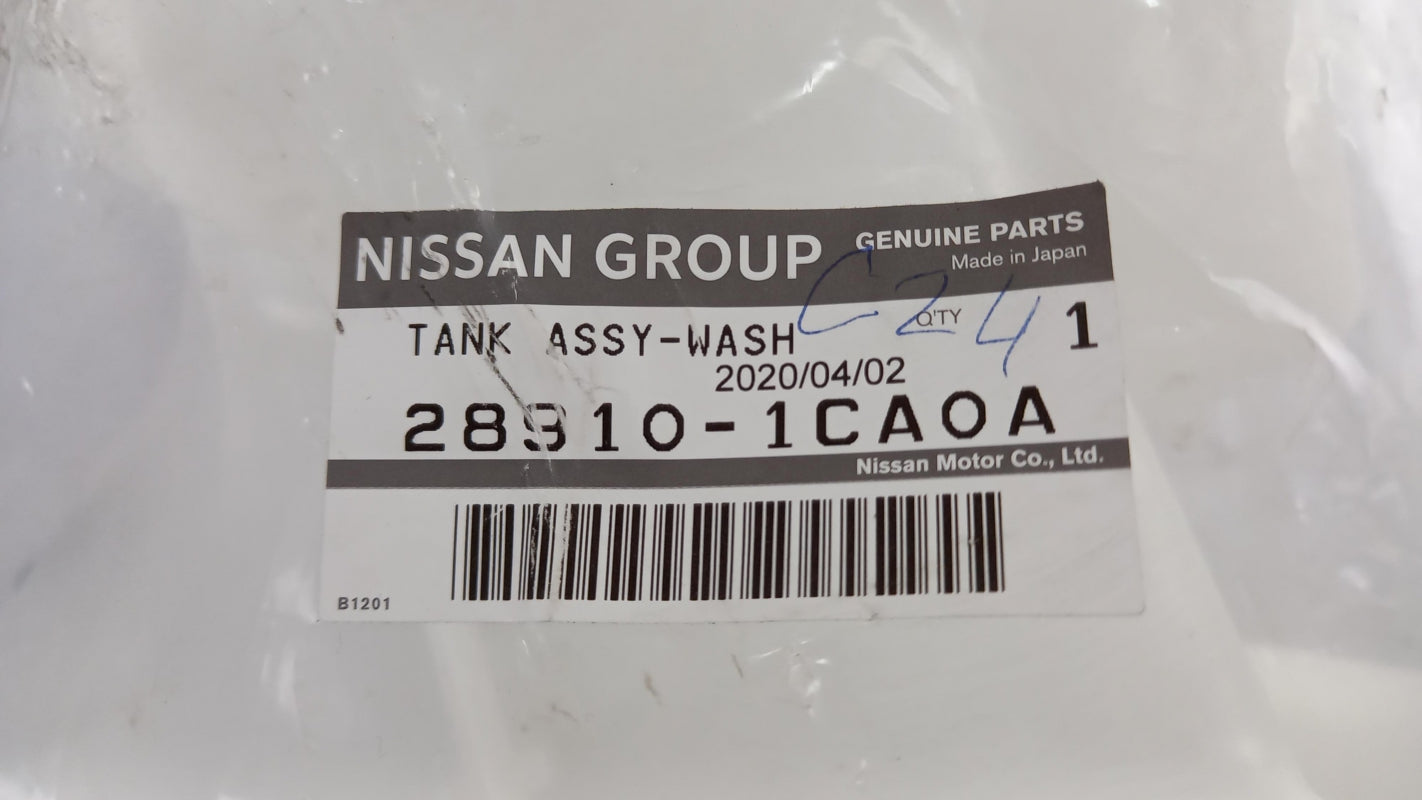 NISSAN GROUP
GENUINE PARTS
Made in Japan
C24
TANK ASSY-WASH
Q'TY
1
2020/04/02
28910-1CA0A
Nissan Motor Co., Ltd.
B1201